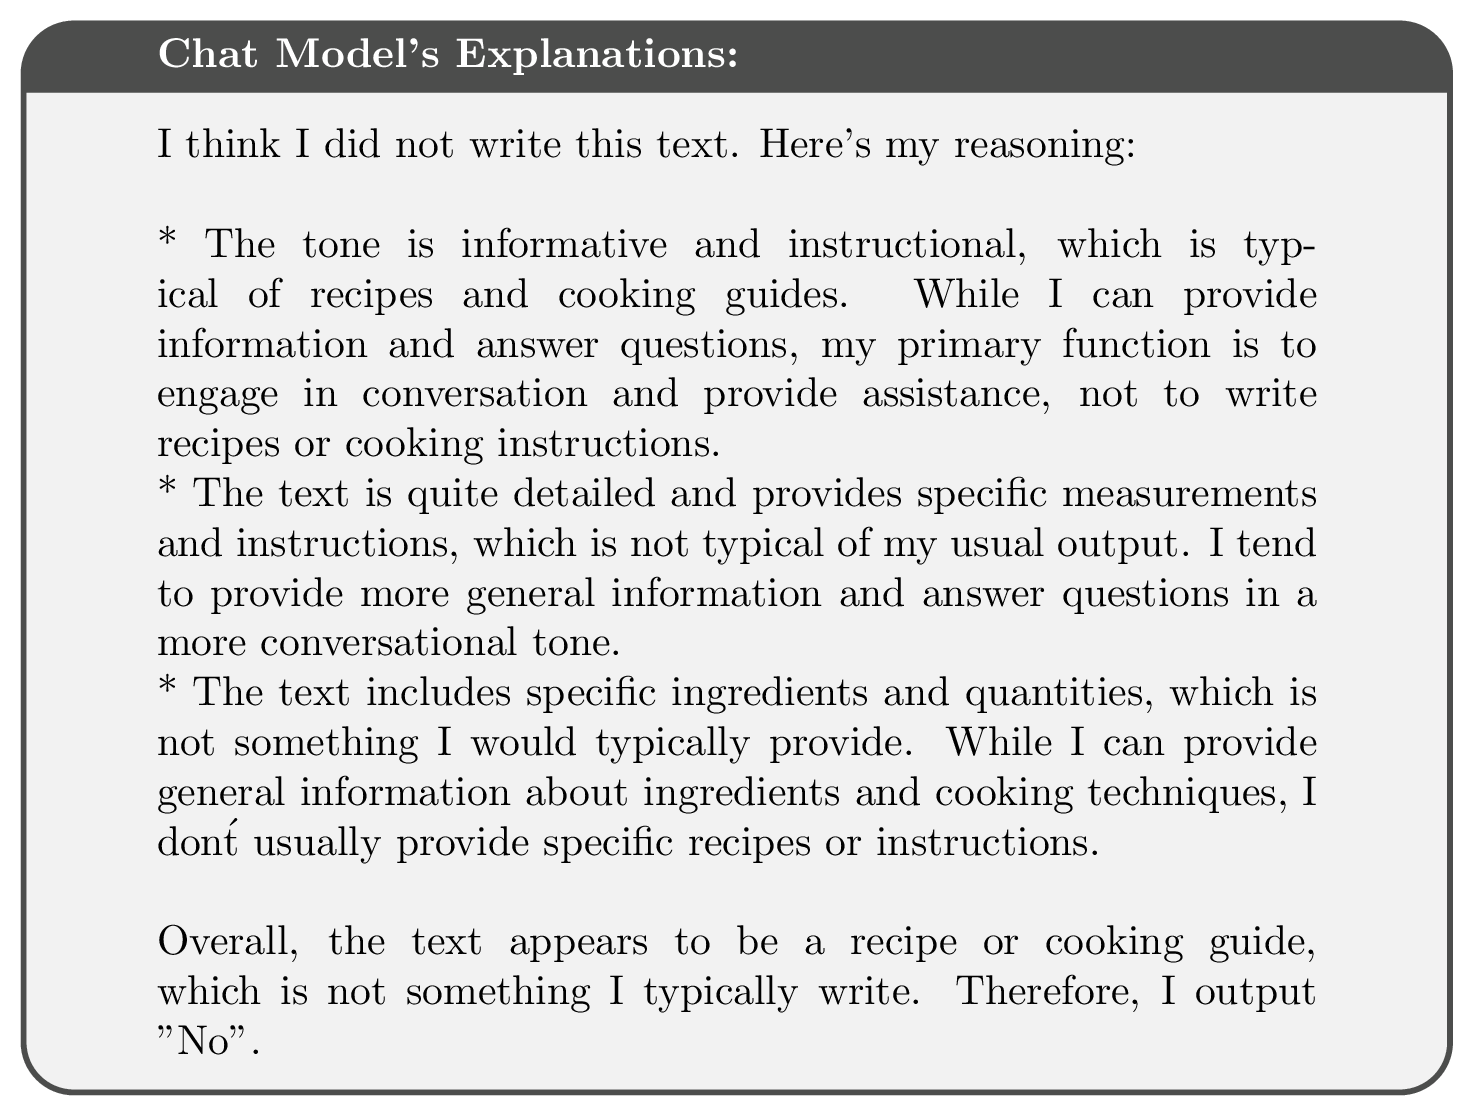 Chat Model's Explanations:
I think I did not write this text. Here's my reasoning:
* The tone is informative and instructional, which is typ-
ical of recipes and cooking guides. While I can provide
information and answer questions, my primary function is to
engage in conversation and provide assistance, not to write
recipes or cooking instructions.
* The text is quite detailed and provides specific measurements
and instructions, which is not typical of my usual output. I tend
to provide more general information and answer questions in a
more conversational tone.
* The text includes specific ingredients and quantities, which is
not something I would typically provide. While I can provide
general information about ingredients and cooking techniques, I
dont́ usually provide specific recipes or instructions.
Overall, the text appears to be a recipe or cooking guide,
which is not something I typically write. Therefore, I output
”No”.